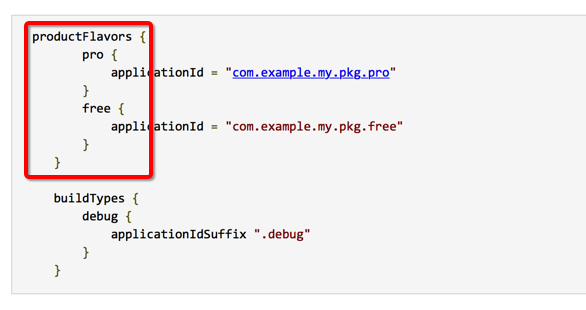 productFlavors {
pro {
applicationId = "com.example.my.pkg.pro"
}
free {
applicationId = "com.example.my.pkg.free"
}
}
buildTypes {
debug {
applicationIdSuffix ".debug"
}
}